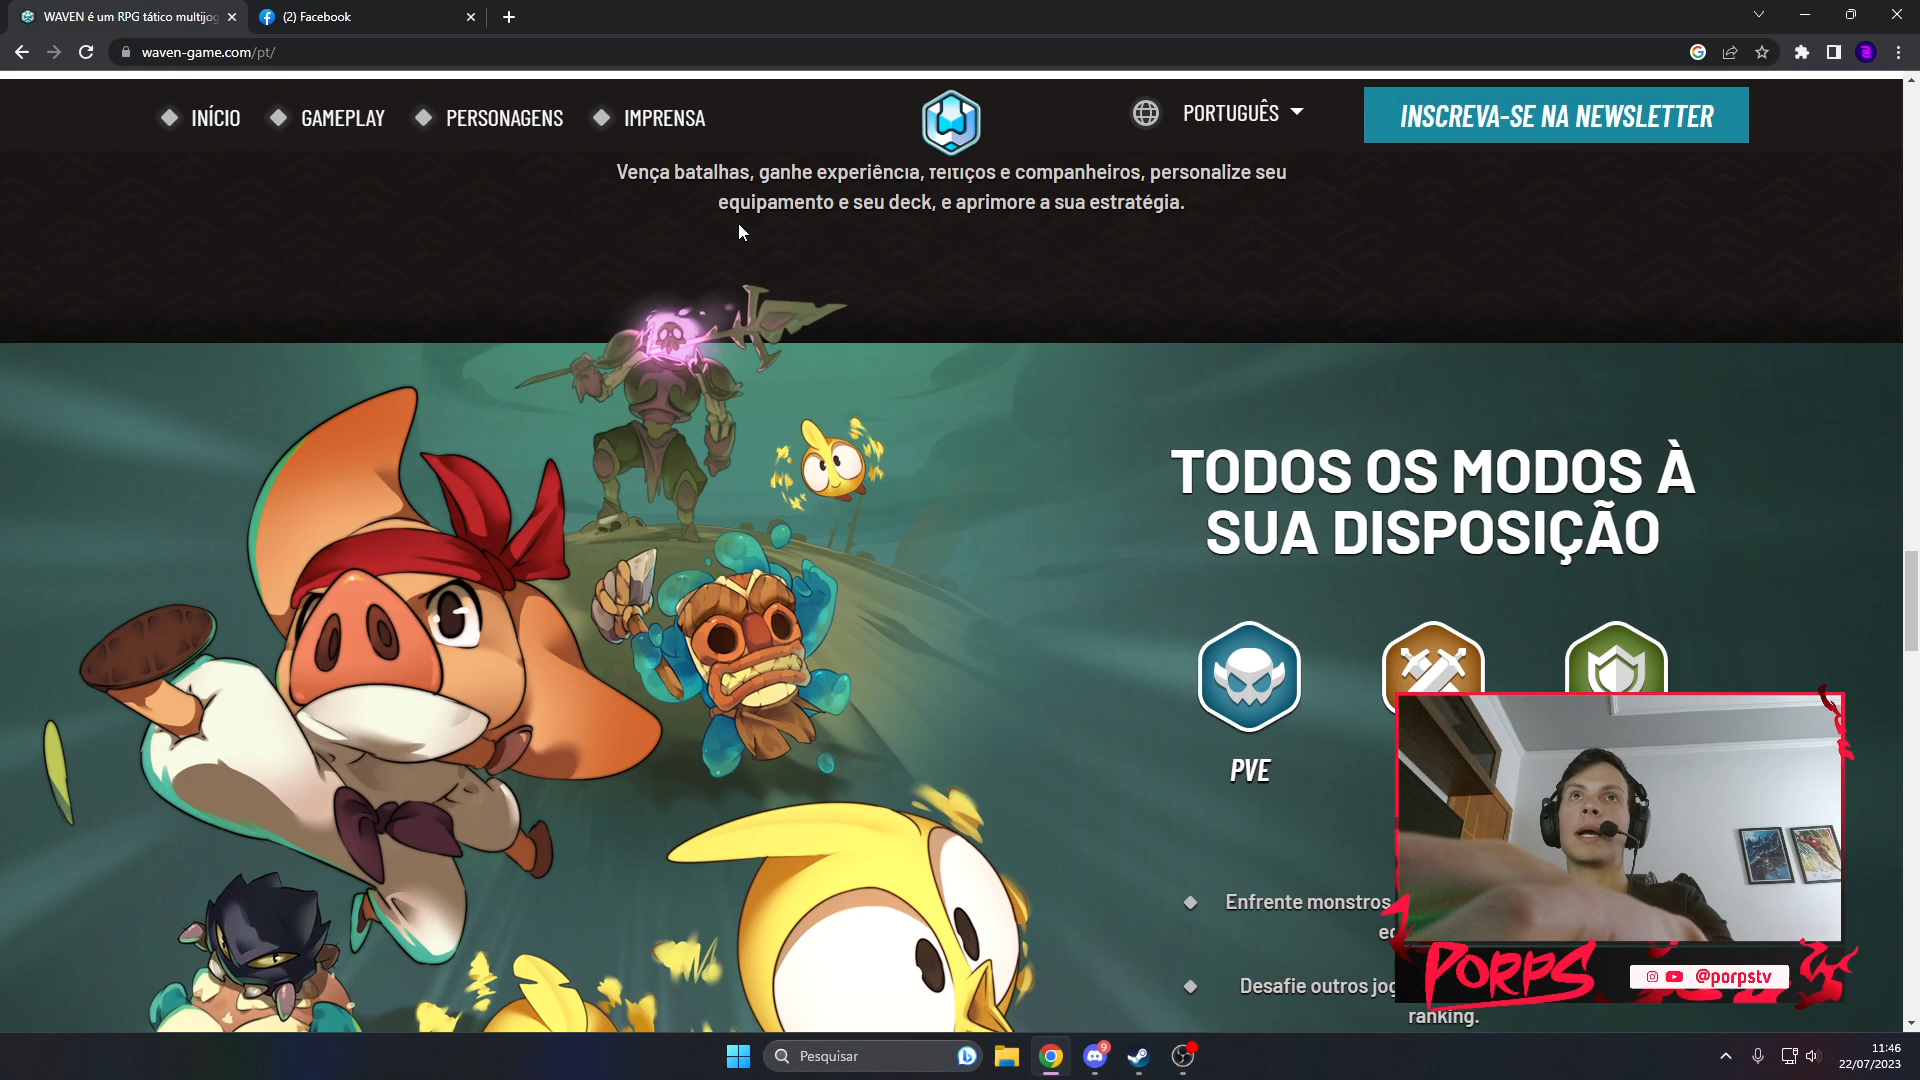 WAVEN é um RPG tático multijog
(2) Facebook
waven-game.com/pt/
INÍCIO
GAMEPLAY
PERSONAGENS
IMPRENSA
PORTUGUÊS
INSCREVA-SE NA NEWSLETTER
Vença batalhas, ganhe experiência, feitiços e companheiros, personalize seu
equipamento e seu deck, e aprimore a sua estratégia.
TODOS OS MODOS À
SUA DISPOSIÇÃO
PVE
Enfrente monstros
Desafie outros jog
ranking.
PORPS
@porpstv
Pesquisar
9
11:46
22/07/2023